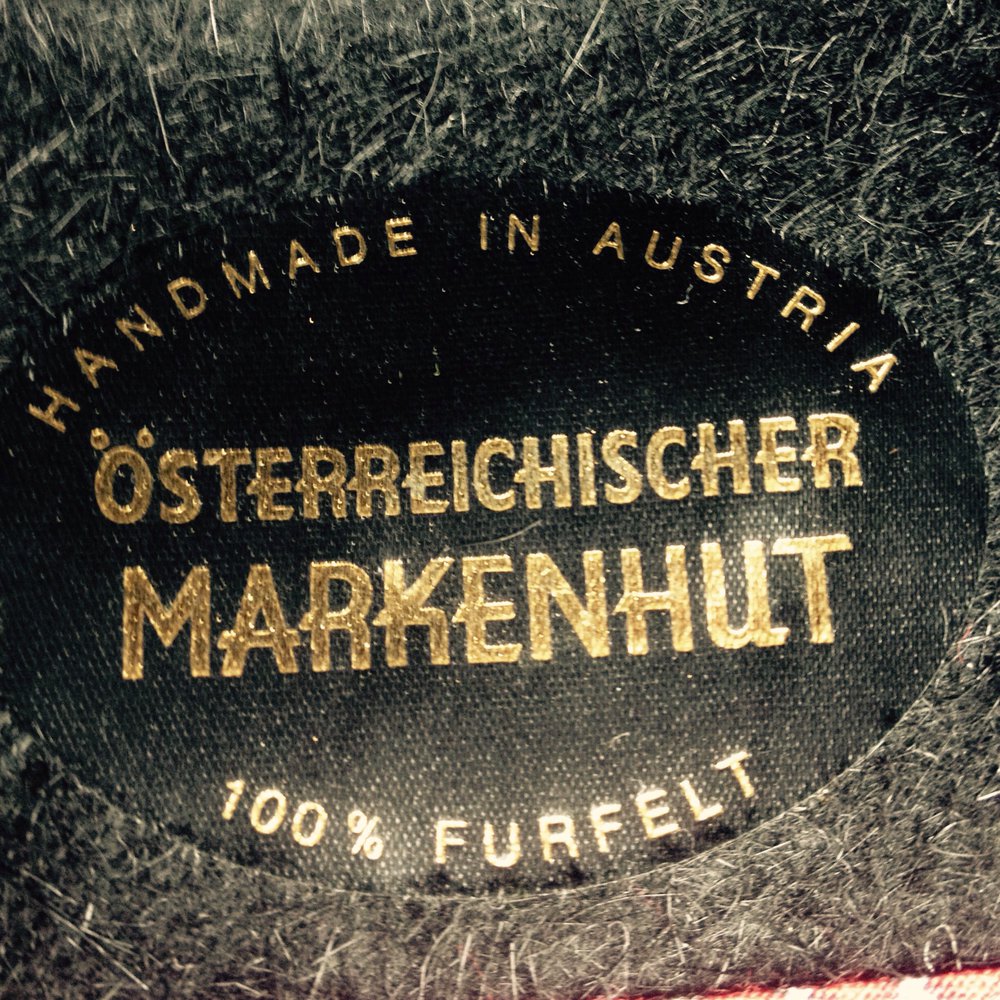 HANDMADE IN AUSTRIA
ÖSTERREICHISCHER
MARKENHUT
100% FURFELT